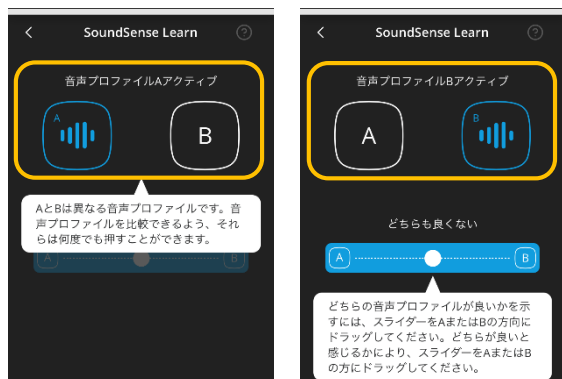 SoundSense Learn
?
音声プロファイルAアクティブ
A
B
AとBは異なる音声プロファイルです。音
声プロファイルを比較できるよう、それ
らは何度でも押すことができます。
A
B
SoundSense Learn
?
音声プロファイルBアクティブ
A
B
どちらも良くない
A
B
どちらの音声プロファイルが良いかを示
すには、スライダーをAまたはBの方向に
ドラッグしてください。どちらが良いと
感じるかにより、スライダーをAまたはB
の方にドラッグしてください。